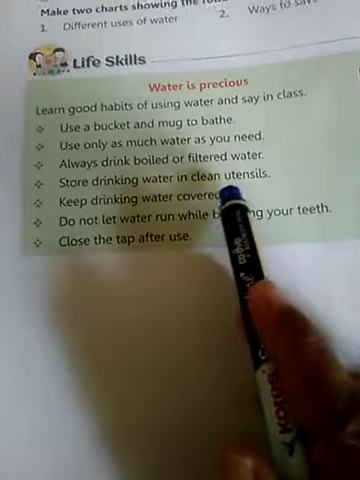 Make two charts showing the
1. Different uses of water
2. Ways to save
Life Skills
Water is precious
Learn good habits of using water and say in class.
❖ Use a bucket and mug to bathe.
❖ Use only as much water as you need.
❖ Always drink boiled or filtered water.
❖ Store drinking water in clean utensils.
❖ Keep drinking water covered
❖ Do not let water run while your teeth.
❖ Close the tap after use.
Kores